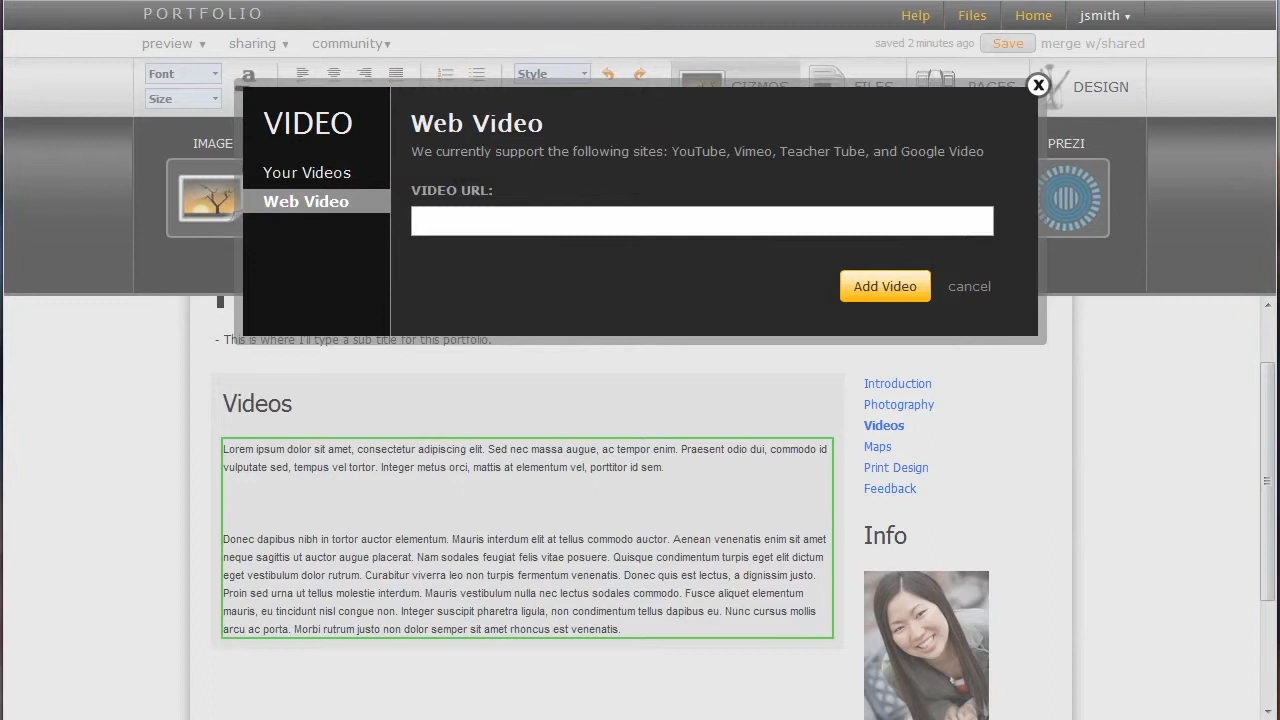 PORTFOLIO
Help Files Home jsmith
preview sharing community
saved 2 minutes ago Save merge w/shared
Font a Style GIZMOS FILES PAGES DESIGN
Size
IMAGE PREZI
VIDEO
Your Videos
Web Video
X
Web Video
We currently support the following sites: YouTube, Vimeo, Teacher Tube, and Google Video
VIDEO URL:
Add Video cancel
- This is where I'll type a sub title for this portfolio.
Videos
Lorem ipsum dolor sit amet, consectetur adipiscing elit. Sed nec massa augue, ac tempor enim. Praesent odio dui, commodo id
vulputate sed, tempus vel tortor. Integer metus orci, mattis at elementum vel, porttitor id sem.
Donec dapibus nibh in tortor auctor elementum. Mauris interdum elit at tellus commodo auctor. Aenean venenatis enim sit amet
neque sagittis ut auctor augue placerat. Nam sodales feugiat felis vitae posuere. Quisque condimentum turpis eget elit dictum
eget vestibulum dolor rutrum. Curabitur viverra leo non turpis fermentum venenatis. Donec quis est lectus, a dignissim justo.
Proin sed urna ut tellus molestie interdum. Mauris vestibulum nulla nec lectus sodales commodo. Fusce aliquet elementum
mauris, eu tincidunt nisl congue non. Integer suscipit pharetra ligula, non condimentum tellus dapibus eu. Nunc cursus mollis
arcu ac porta. Morbi rutrum justo non dolor semper sit amet rhoncus est venenatis.
Introduction
Photography
Videos
Maps
Print Design
Feedback
Info